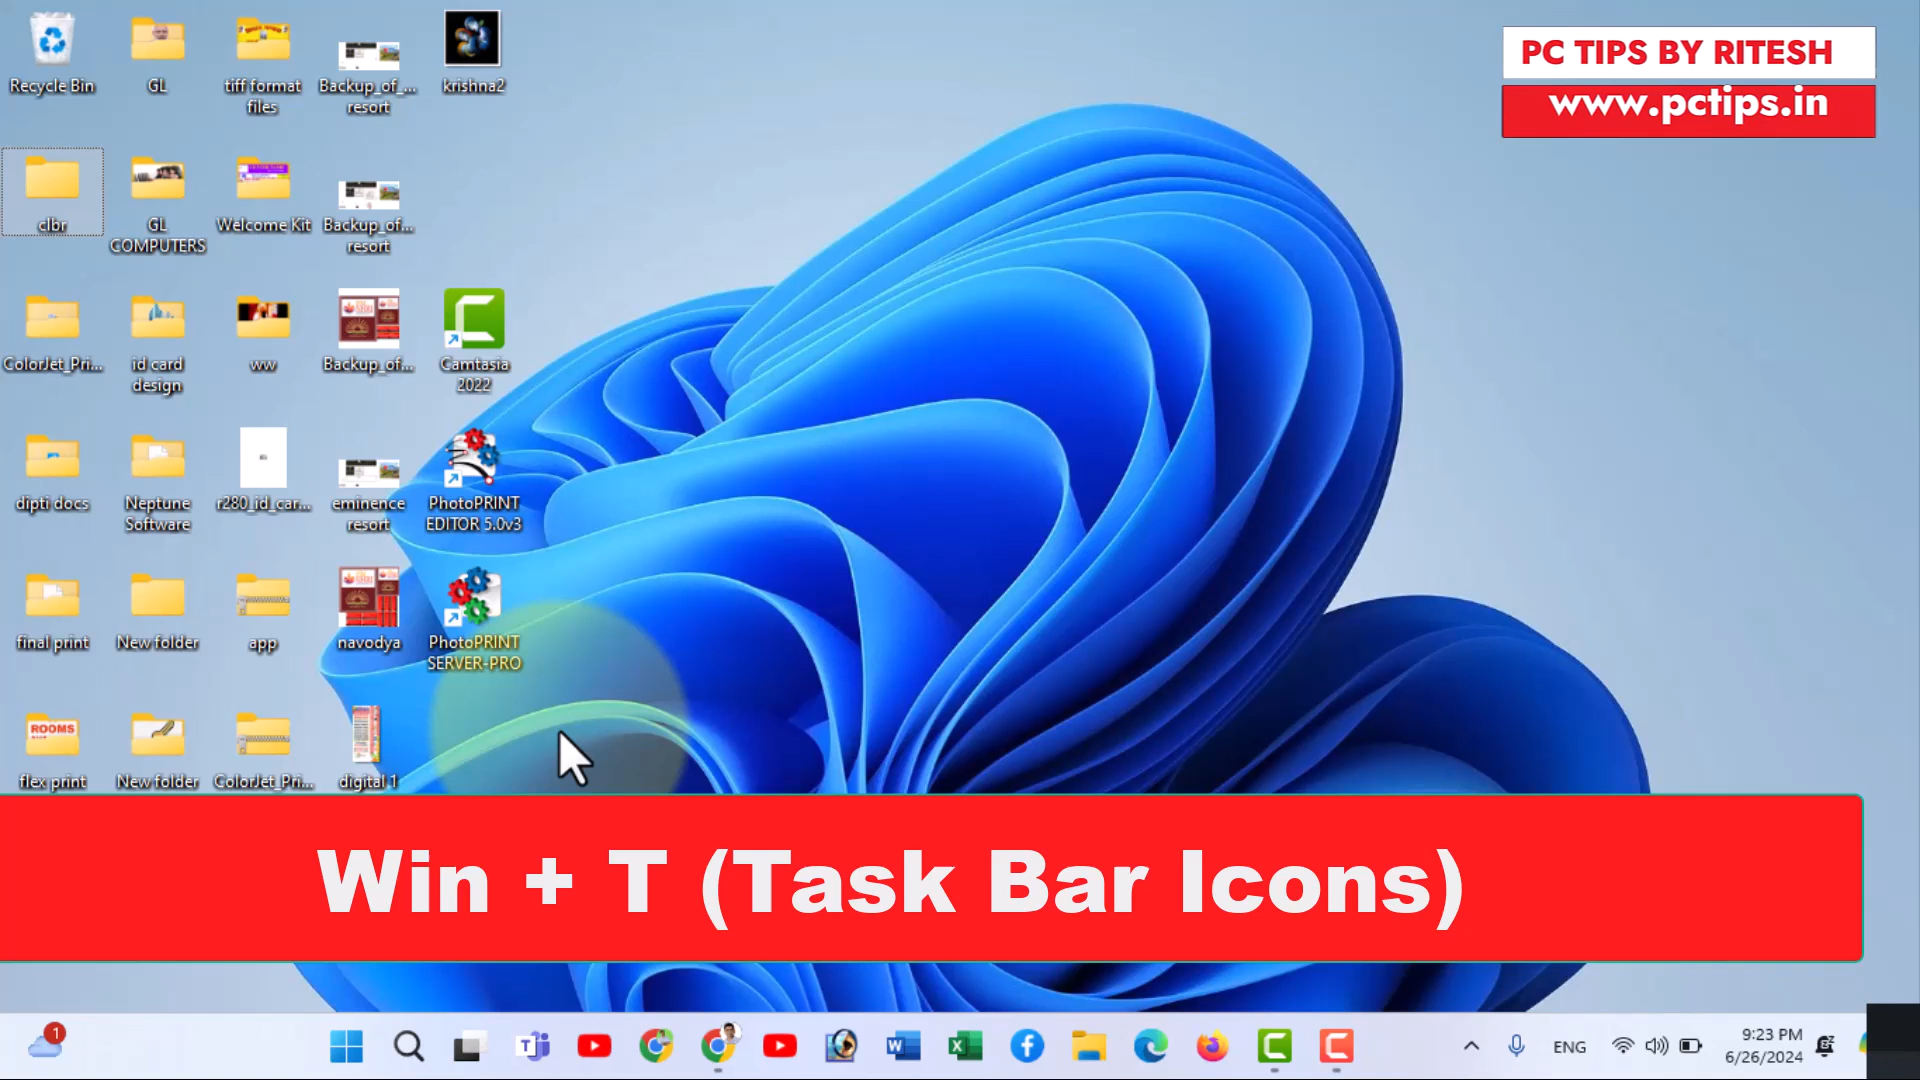 PC TIPS BY RITESH
www.pctips.in
Recycle Bin
GL
tiff format
files
Backup_of_...
resort
krishna2
clbr
GL
COMPUTERS
Welcome Kit
Backup_of...
resort
ColorJet_Pri...
id card
design
ww
Backup_of...
Camtasia
2022
dipti docs
Neptune
Software
r280_id_car...
eminence
resort
PhotoPRINT
EDITOR 5.0v3
final print
New folder
app
navodya
PhotoPRINT
SERVER-PRO
ROOMS
flex print
New folder
ColorJet_Pri...
digital 1
Win + T (Task Bar Icons)
1
ENG
9:23 PM
6/26/2024